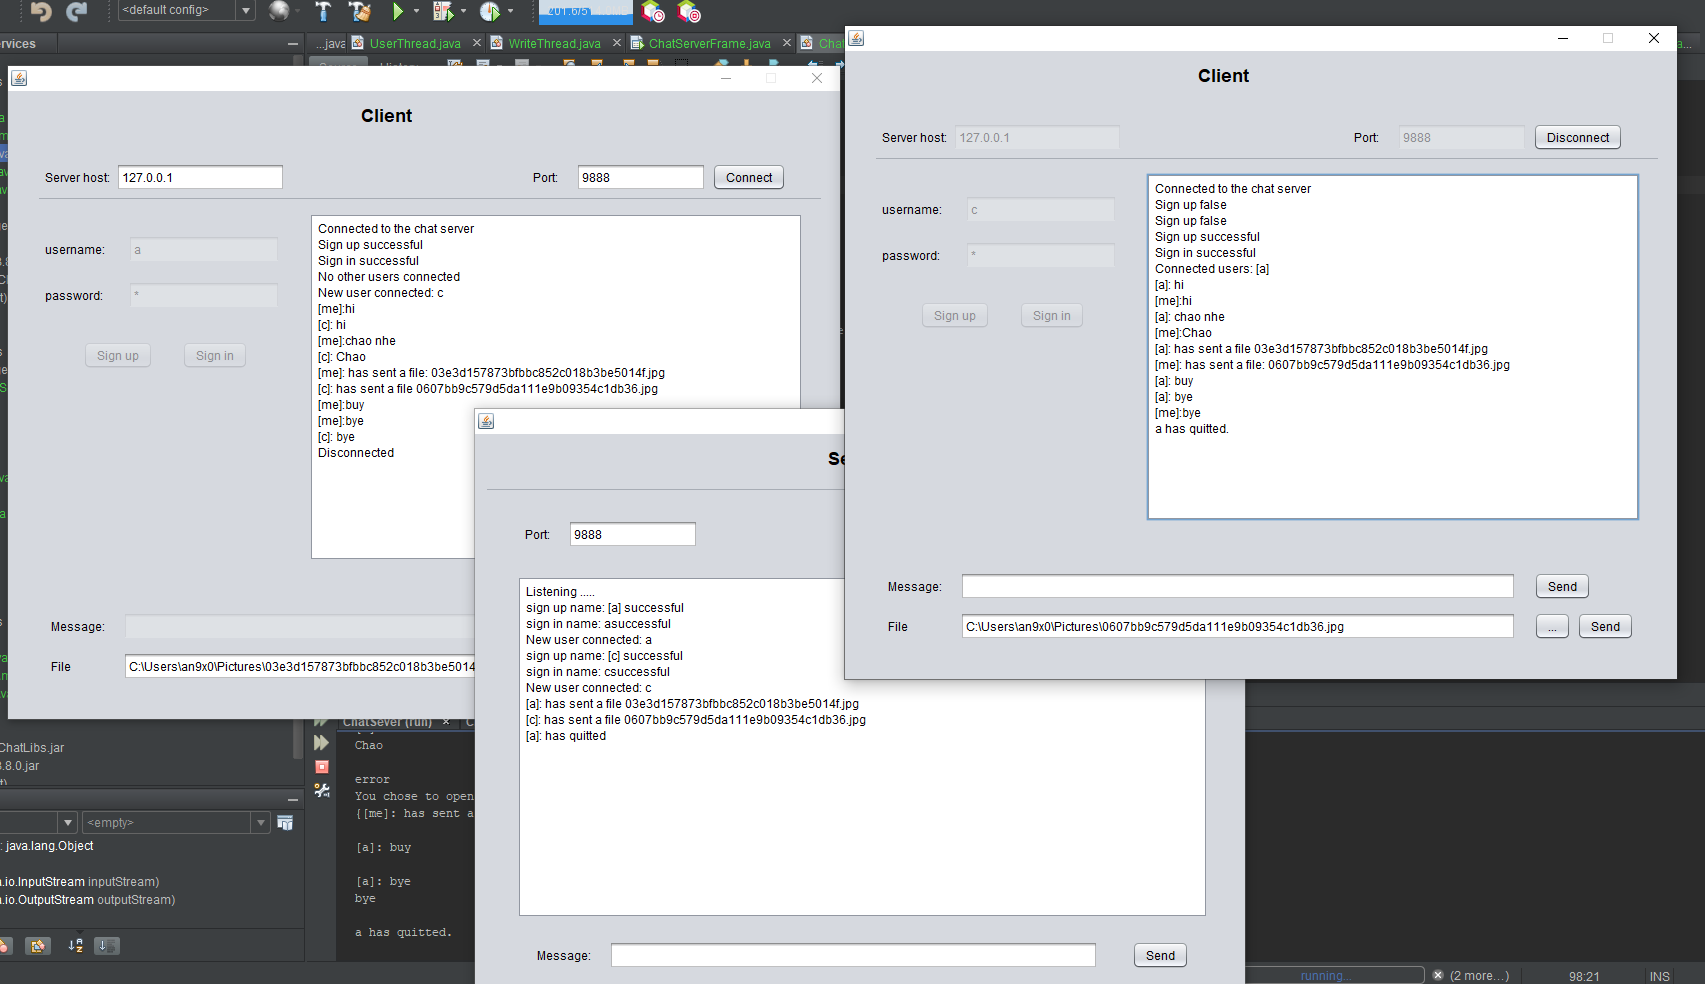 <default config>
Services
...java
UserThread.java
WriteThread.java
ChatServerFrame.java
Client
Server host:
127.0.0.1
Port:
9888
Connect
username:
a
password:
*
Sign up
Sign in
Connected to the chat server
Sign up successful
Sign in successful
No other users connected
New user connected: c
[me]:hi
[c]: hi
[me]:chao nhe
[c]: Chao
[me]: has sent a file: 03e3d157873bfbbc852c018b3be5014f.jpg
[c]: has sent a file 0607bb9c579d5da111e9b09354c1db36.jpg
[me]:buy
[me]:bye
[c]: bye
Disconnected
Message:
File
C:\Users\an9x0\Pictures\03e3d157873bfbbc852c018b3be5014
Client
Server host:
127.0.0.1
Port:
9888
Disconnect
username:
c
password:
*
Sign up
Sign in
Connected to the chat server
Sign up false
Sign up false
Sign up successful
Sign in successful
Connected users: [a]
[a]: hi
[me]:hi
[a]: chao nhe
[me]:Chao
[a]: has sent a file 03e3d157873bfbbc852c018b3be5014f.jpg
[me]: has sent a file: 0607bb9c579d5da111e9b09354c1db36.jpg
[a]: buy
[a]: bye
[me]:bye
a has quitted.
Message:
Send
File
C:\Users\an9x0\Pictures\0607bb9c579d5da111e9b09354c1db36.jpg
...
Send
Se
Port:
9888
Listening .....
sign up name: [a] successful
sign in name: asuccessful
New user connected: a
sign up name: [c] successful
sign in name: csuccessful
New user connected: c
[a]: has sent a file 03e3d157873bfbbc852c018b3be5014f.jpg
[c]: has sent a file 0607bb9c579d5da111e9b09354c1db36.jpg
[a]: has quitted
Message:
Send
ChatLibs.jar
.8.0.jar
<empty>
: java.lang.Object
a.io.InputStream inputStream)
a.io.OutputStream outputStream)
ChatSever (run)
Chao
error
You chose to open
{[me]: has sent a
[a]: buy
[a]: bye
bye
a has quitted.
running...
(2 more...)
98:21
INS